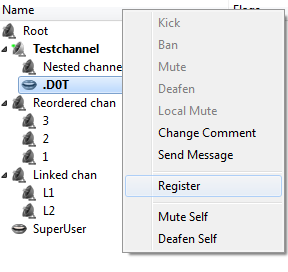 Name
Flags
Root
Testchannel
Nested channe
.D0T
Reordered chan
3
2
1
Linked chan
L1
L2
SuperUser
Kick
Ban
Mute
Deafen
Local Mute
Change Comment
Send Message
Register
Mute Self
Deafen Self